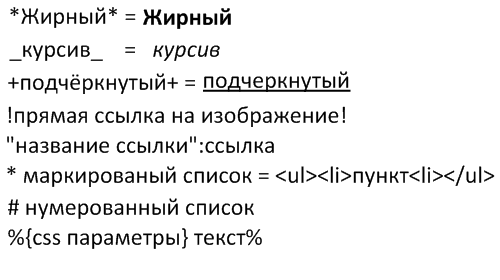 *Жирный* = Жирный
_курсив_ = курсив
+подчёркнутый+ = подчеркнутый
!прямая ссылка на изображение!
"название ссылки":ссылка
* маркированый список = <ul><li>пункт<li></ul>
# нумерованный список
%{css параметры} текст%